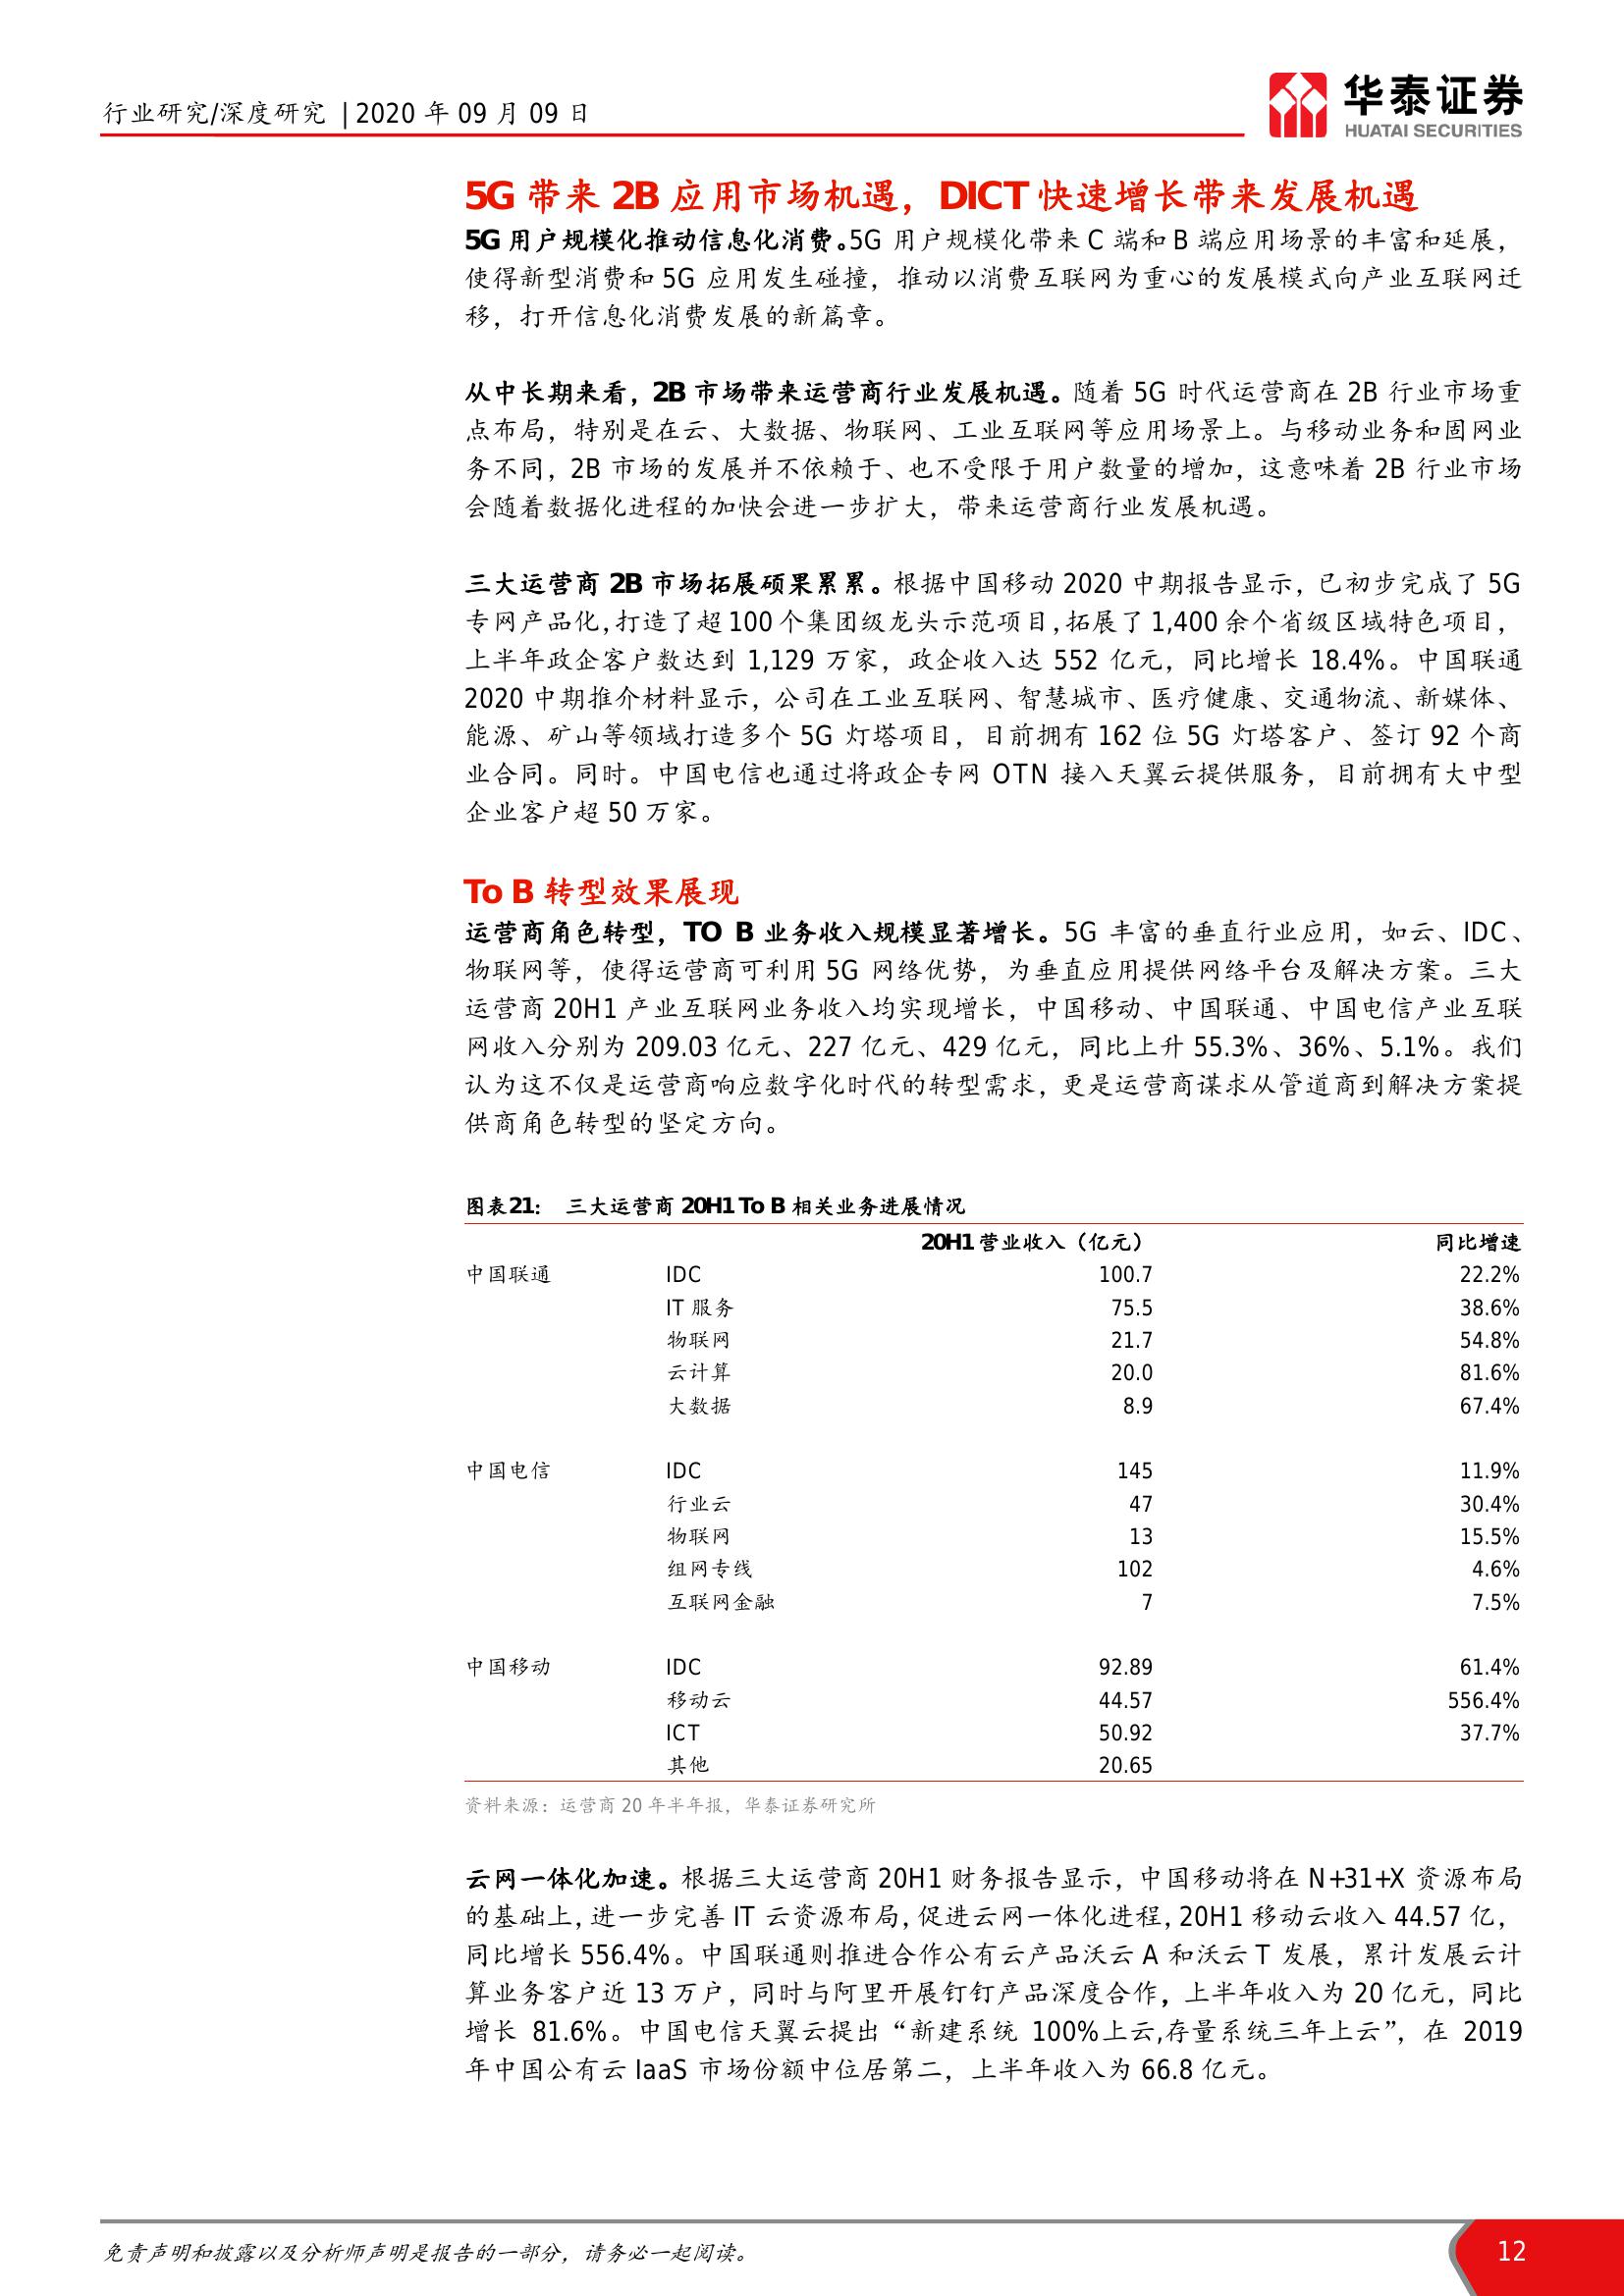 行业研究/深度研究 | 2020 年 09 月 09 日
华泰证券
HUATAI SECURITIES
5G 带来 2B 应用市场机遇，DICT 快速增长带来发展机遇
5G 用户规模化推动信息化消费。5G 用户规模化带来 C 端和 B 端应用场景的丰富和延展，
使得新型消费和 5G 应用发生碰撞，推动以消费互联网为重心的发展模式向产业互联网迁
移，打开信息化消费发展的新篇章。
从中长期来看，2B 市场带来运营商行业发展机遇。随着 5G 时代运营商在 2B 行业市场重
点布局，特别是在云、大数据、物联网、工业互联网等应用场景上。与移动业务和固网业
务不同，2B 市场的发展并不依赖于、也不受限于用户数量的增加，这意味着 2B 行业市场
会随着数据化进程的加快会进一步扩大，带来运营商行业发展机遇。
三大运营商 2B 市场拓展硕果累累。根据中国移动 2020 中期报告显示，已初步完成了 5G
专网产品化，打造了超 100 个集团级龙头示范项目，拓展了 1,400 余个省级区域特色项目，
上半年政企客户数达到 1,129 万家，政企收入达 552 亿元，同比增长 18.4%。中国联通
2020 中期推介材料显示，公司在工业互联网、智慧城市、医疗健康、交通物流、新媒体、
能源、矿山等领域打造多个 5G 灯塔项目，目前拥有 162 位 5G 灯塔客户、签订 92 个商
业合同。同时。中国电信也通过将政企专网 OTN 接入天翼云提供服务，目前拥有大中型
企业客户超 50 万家。
To B 转型效果展现
运营商角色转型，TO B 业务收入规模显著增长。5G 丰富的垂直行业应用，如云、IDC、
物联网等，使得运营商可利用 5G 网络优势，为垂直应用提供网络平台及解决方案。三大
运营商 20H1 产业互联网业务收入均实现增长，中国移动、中国联通、中国电信产业互联
网收入分别为 209.03 亿元、227 亿元、429 亿元，同比上升 55.3%、36%、5.1%。我们
认为这不仅是运营商响应数字化时代的转型需求，更是运营商谋求从管道商到解决方案提
供商角色转型的坚定方向。
图表21： 三大运营商 20H1 To B 相关业务进展情况
20H1 营业收入（亿元） 同比增速
中国联通 IDC 100.7 22.2%
IT 服务 75.5 38.6%
物联网 21.7 54.8%
云计算 20.0 81.6%
大数据 8.9 67.4%
中国电信 IDC 145 11.9%
行业云 47 30.4%
物联网 13 15.5%
组网专线 102 4.6%
互联网金融 7 7.5%
中国移动 IDC 92.89 61.4%
移动云 44.57 556.4%
ICT 50.92 37.7%
其他 20.65
资料来源：运营商 20 年半年报，华泰证券研究所
云网一体化加速。根据三大运营商 20H1 财务报告显示，中国移动将在 N+31+X 资源布局
的基础上，进一步完善 IT 云资源布局，促进云网一体化进程，20H1 移动云收入 44.57 亿，
同比增长 556.4%。中国联通则推进合作公有云产品沃云 A 和沃云 T 发展，累计发展云计
算业务客户近 13 万户，同时与阿里开展钉钉产品深度合作，上半年收入为 20 亿元，同比
增长 81.6%。中国电信天翼云提出“新建系统 100%上云,存量系统三年上云”，在 2019
年中国公有云 IaaS 市场份额中位居第二，上半年收入为 66.8 亿元。
免责声明和披露以及分析师声明是报告的一部分，请务必一起阅读。 12